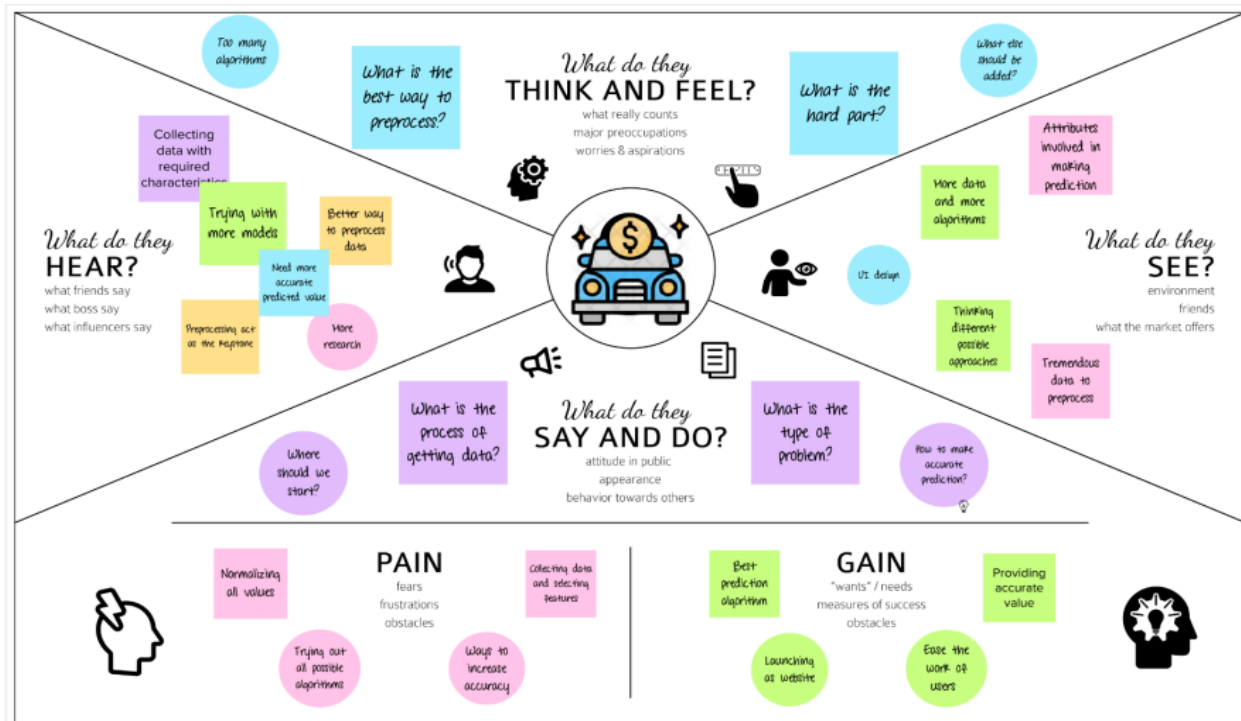 Too many
algorithms
What is the
best way to
preprocess?
What do they
THINK AND FEEL?
what really counts
major preoccupations
worries & aspirations
What is the
hard part?
What else
should be
added?
Collecting
data with
required
characteristics
Trying with
more models
Better way
to preprocess
data
Need more
accurate
predicted value
Preprocessing act
as the Keystone
More
research
What do they
HEAR?
what friends say
what boss say
what influencers say
Attributes
involved in
making
prediction
More data
and more
algorithms
UI design
Thinking
different
possible
approaches
Tremendous
data to
preprocess
What do they
SEE?
environment
friends
what the market offers
$
Where
should we
start?
What is the
process of
getting data?
What do they
SAY AND DO?
attitude in public
appearance
behavior towards others
What is the
type of
problem?
How to make
accurate
prediction?
Normalizing
all values
PAIN
fears
frustrations
obstacles
Collecting data
and selecting
features
Trying out
all possible
algorithms
Ways to
increase
accuracy
Best
prediction
algorithm
GAIN
"wants" / needs
measures of success
obstacles
Providing
accurate
value
Launching
as website
Ease the
work of
users